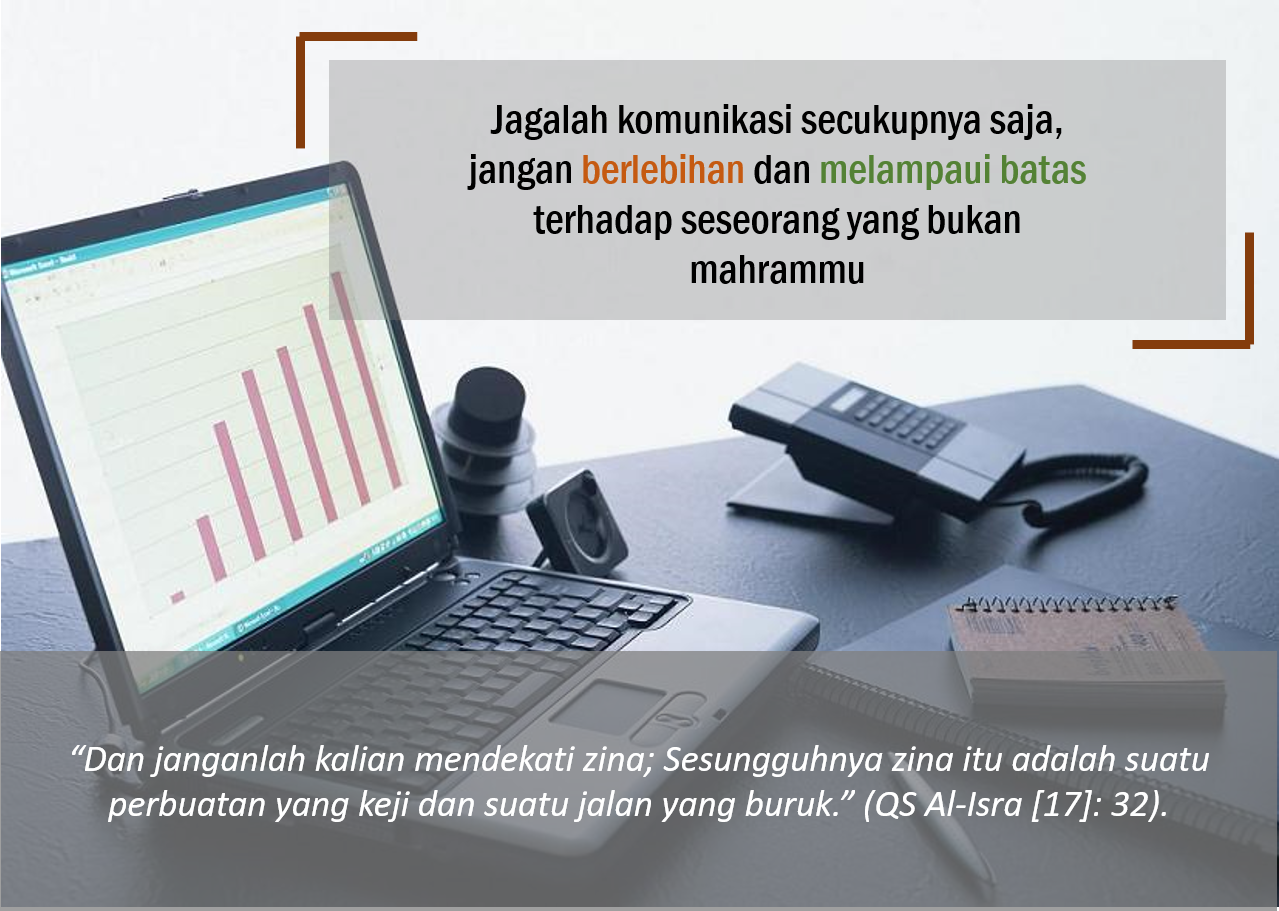 Jagalah komunikasi secukupnya saja,
jangan berlebihan dan melampaui batas
terhadap seseorang yang bukan
mahrammu
“Dan janganlah kalian mendekati zina; Sesungguhnya zina itu adalah suatu
perbuatan yang keji dan suatu jalan yang buruk.” (QS Al-Isra [17]: 32).